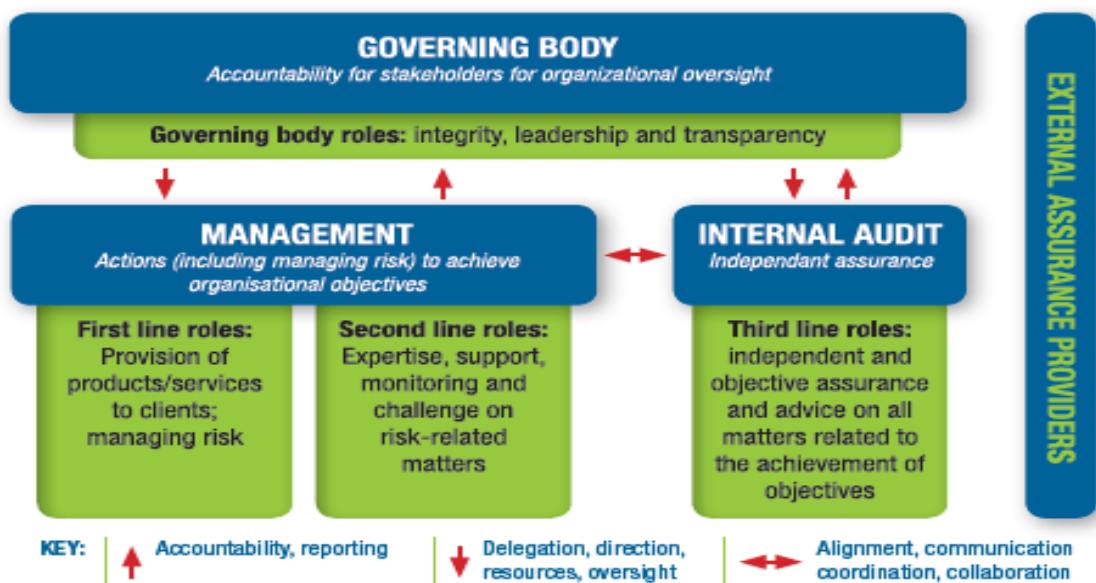 GOVERNING BODY
Accountability for stakeholders for organizational oversight
Governing body roles: integrity, leadership and transparency
MANAGEMENT
Actions (including managing risk) to achieve
organisational objectives
INTERNAL AUDIT
Independant assurance
First line roles:
Provision of
products/services
to clients;
managing risk
Second line roles:
Expertise, support,
monitoring and
challenge on
risk-related
matters
Third line roles:
independent and
objective assurance
and advice on all
matters related to
the achievement of
objectives
EXTERNAL ASSURANCE PROVIDERS
KEY:
Accountability, reporting
Delegation, direction,
resources, oversight
Alignment, communication
coordination, collaboration